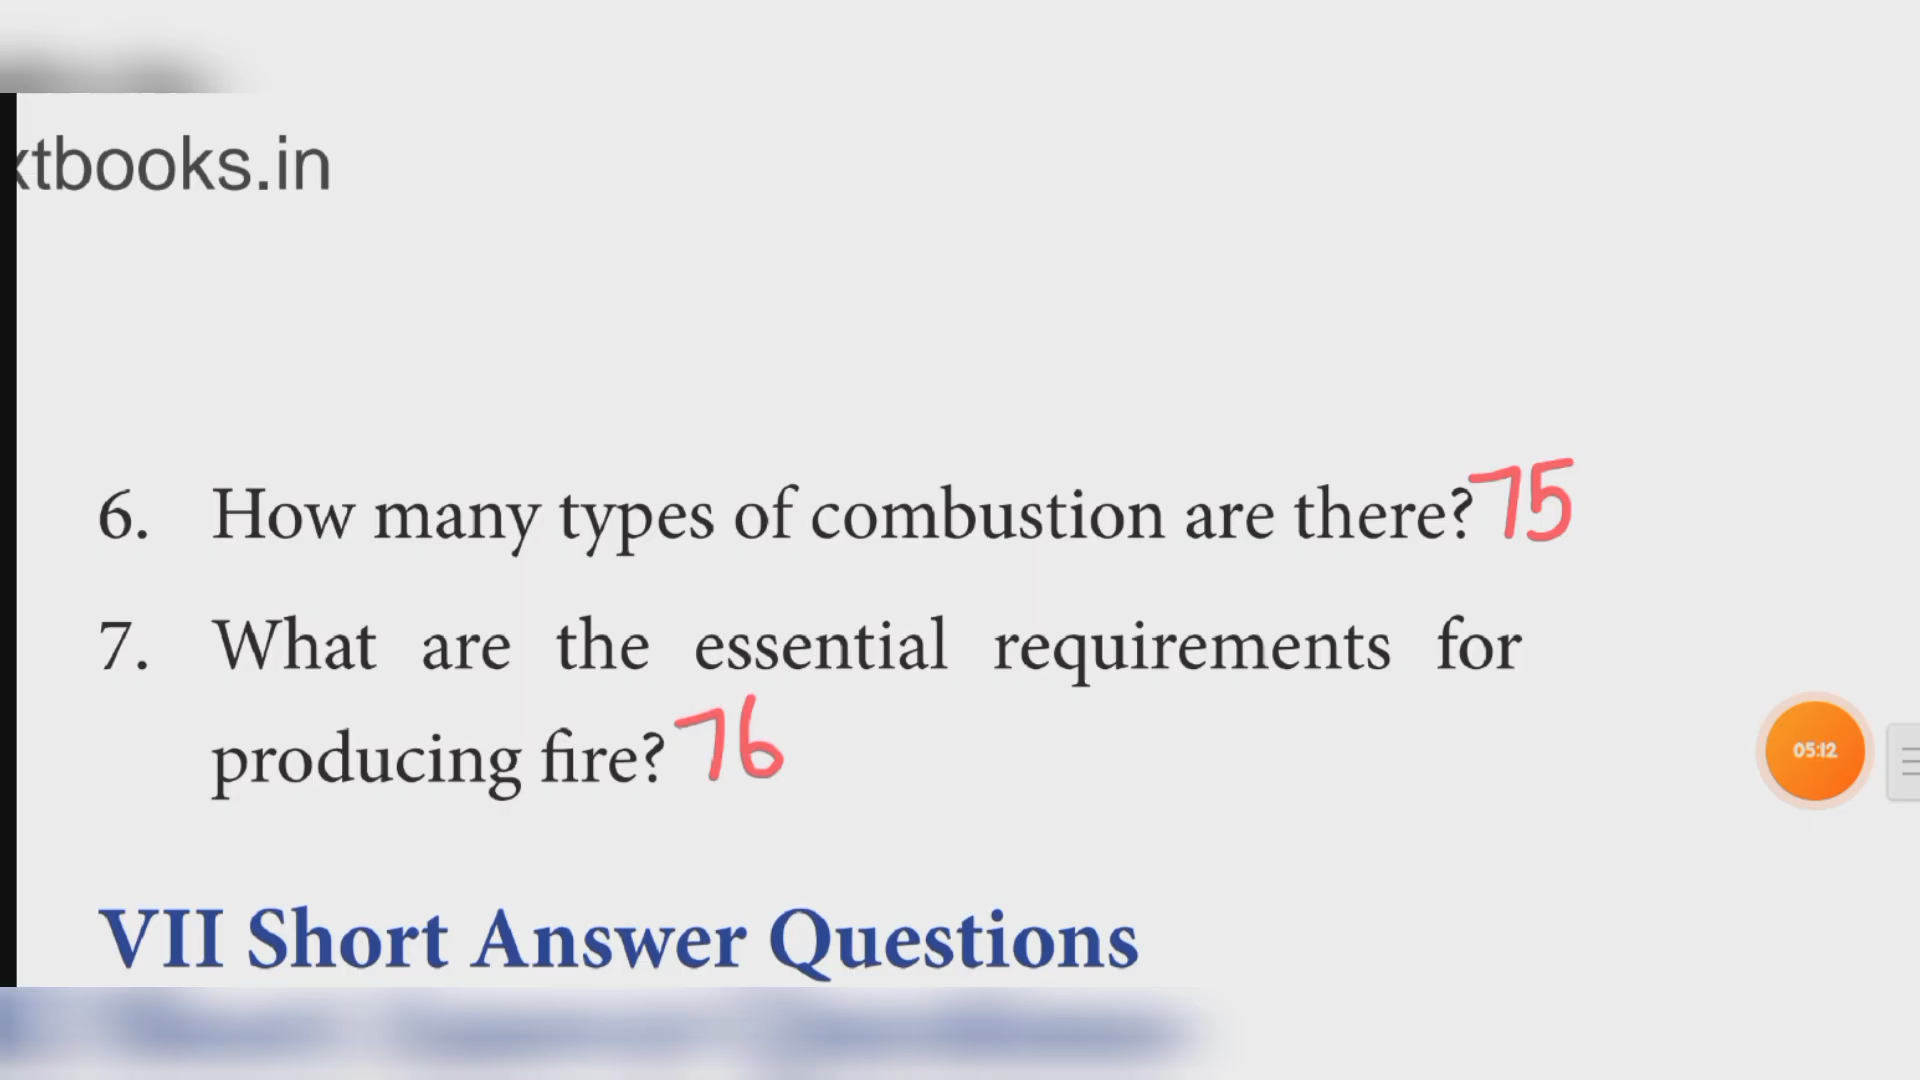 xtbooks.in
6. How many types of combustion are there? 75
7. What are the essential requirements for
producing fire? 76
05:12
VII Short Answer Questions